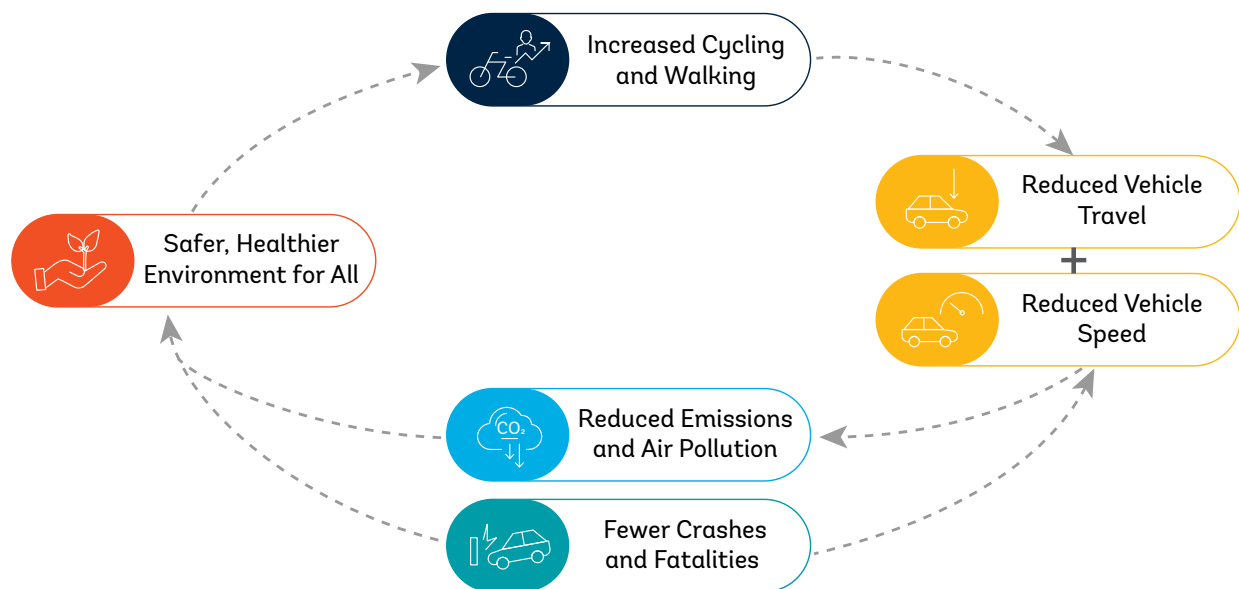 Increased Cycling
and Walking
Reduced Vehicle
Travel
+
Reduced Vehicle
Speed
Safer, Healthier
Environment for All
Reduced Emissions
and Air Pollution
CO₂
Fewer Crashes
and Fatalities